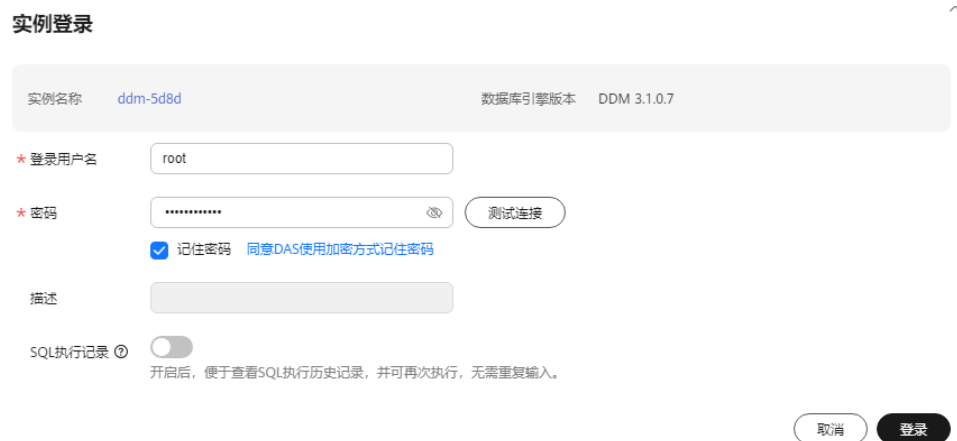 实例登录
实例名称 ddm-5d8d 数据库引擎版本 DDM 3.1.0.7
* 登录用户名 root
* 密码 ············ 测试连接
记住密码 同意DAS使用加密方式记住密码
描述
SQL执行记录 ?
开启后，便于查看SQL执行历史记录，并可再次执行，无需重复输入。
取消 登录